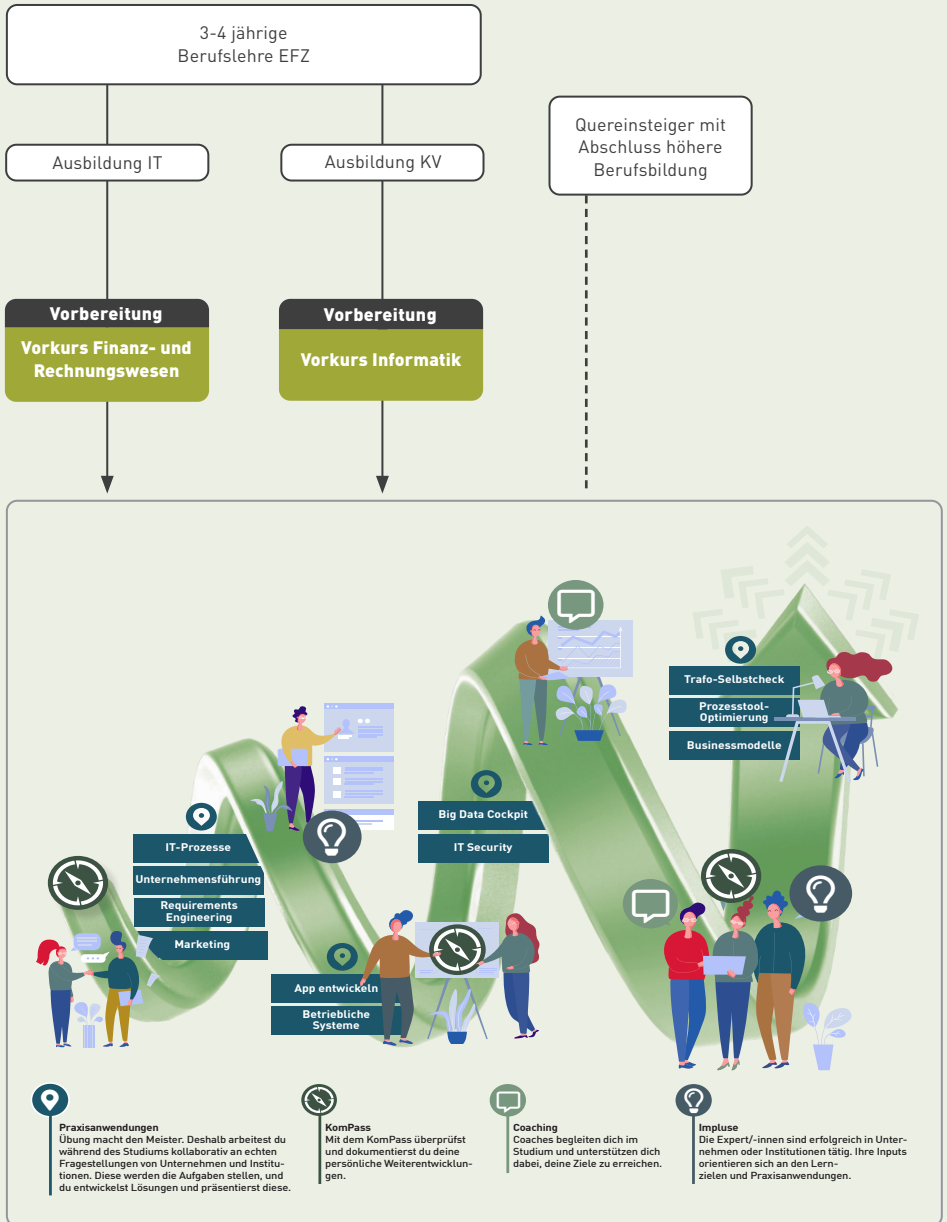 3-4 jährige
Berufslehre EFZ
Quereinsteiger mit
Abschluss höhere
Berufsbildung
Ausbildung IT
Ausbildung KV
Vorbereitung
Vorkurs Finanz- und
Rechnungswesen
Vorbereitung
Vorkurs Informatik
IT-Prozesse
Unternehmensführung
Requirements
Engineering
Marketing
App entwickeln
Betriebliche
Systeme
Big Data Cockpit
IT Security
Trafo-Selbstcheck
Prozesstool-
Optimierung
Businessmodelle
Praxisanwendungen
Übung macht den Meister. Deshalb arbeitest du
während des Studiums kollaborativ an echten
Fragestellungen von Unternehmen und Institu-
tionen. Diese werden die Aufgaben stellen, und
du entwickelst Lösungen und präsentierst diese.
KomPass
Mit dem KomPass überprüfst
und dokumentierst du deine
persönliche Weiterentwicklun-
gen.
Coaching
Coaches begleiten dich im
Studium und unterstützen dich
dabei, deine Ziele zu erreichen.
Impluse
Die Expert/-innen sind erfolgreich in Unter-
nehmen oder Institutionen tätig. Ihre Inputs
orientieren sich an den Lern-
zielen und Praxisanwendungen.